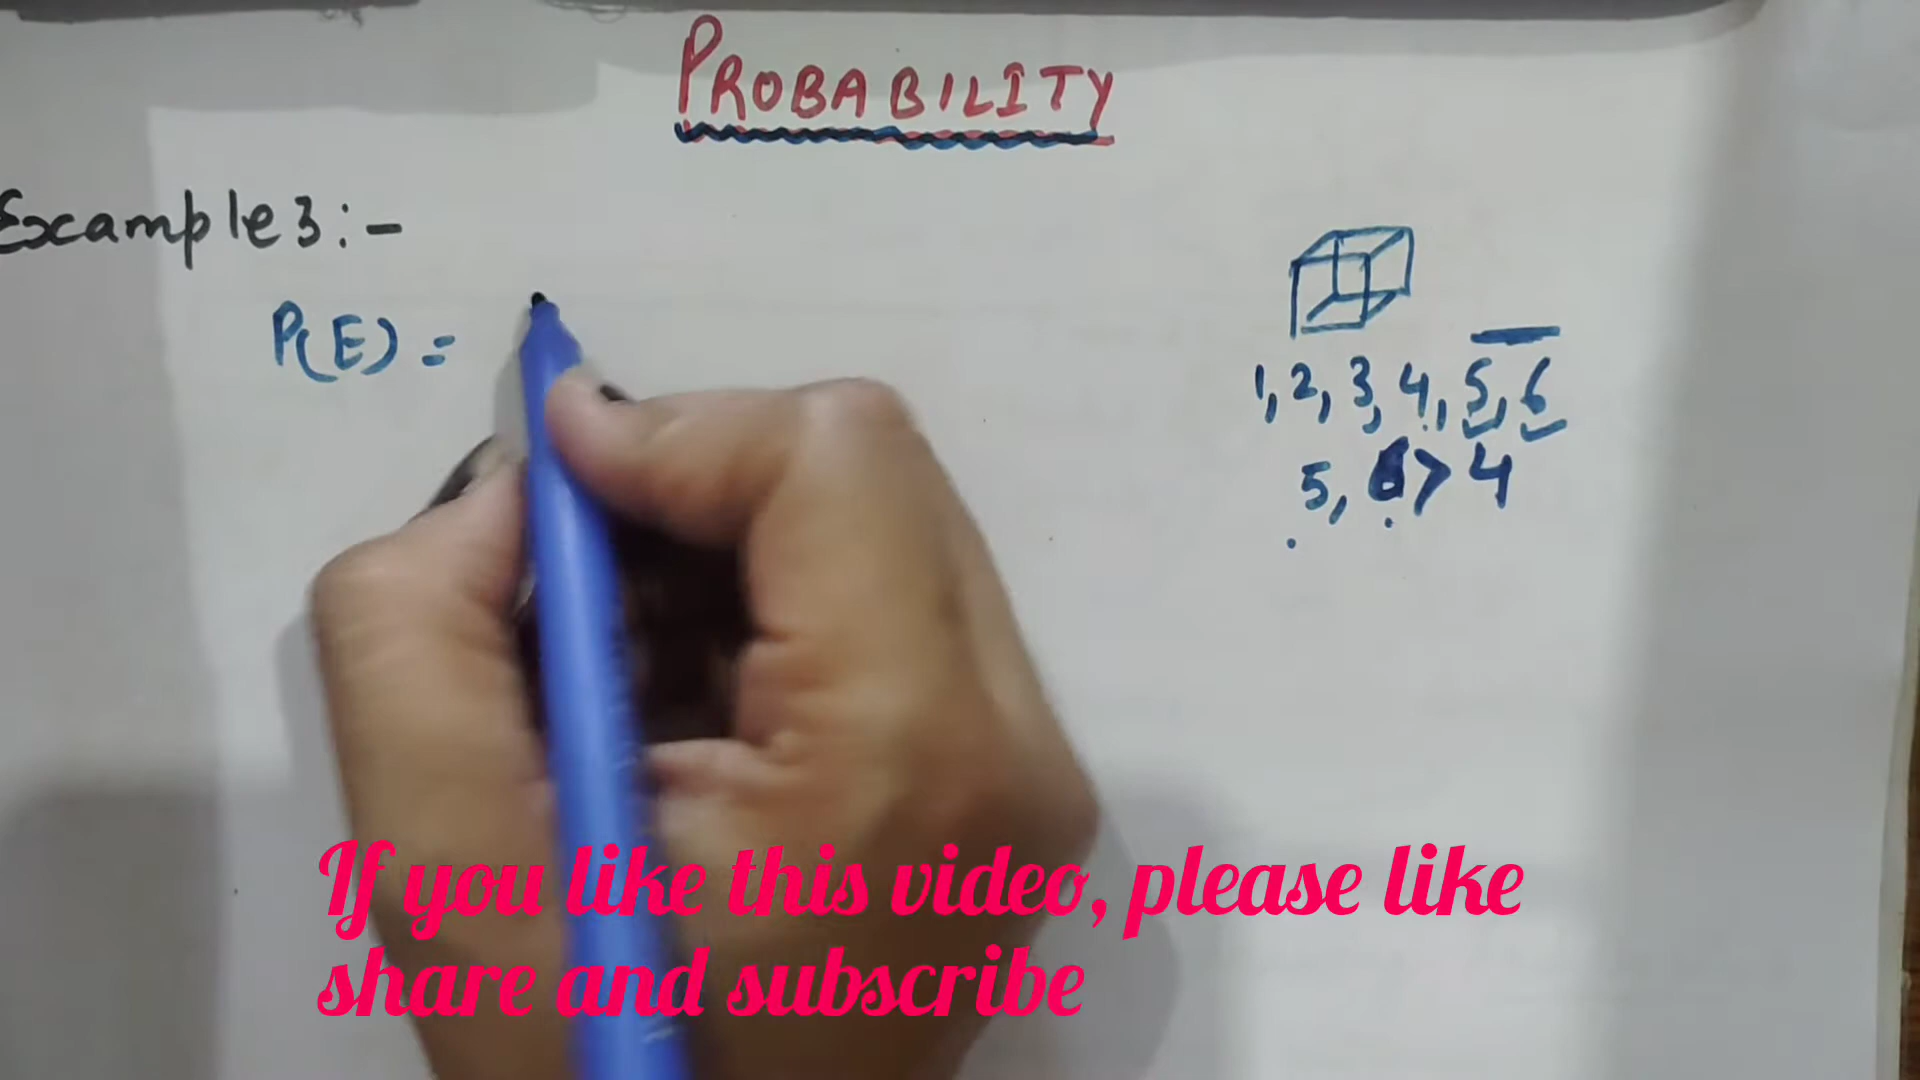 PROBABILITY
Example 3:-
P(E) =
1, 2, 3, 4, 5, 6
5, 6 > 4
If you like this video, please like
share and subscribe